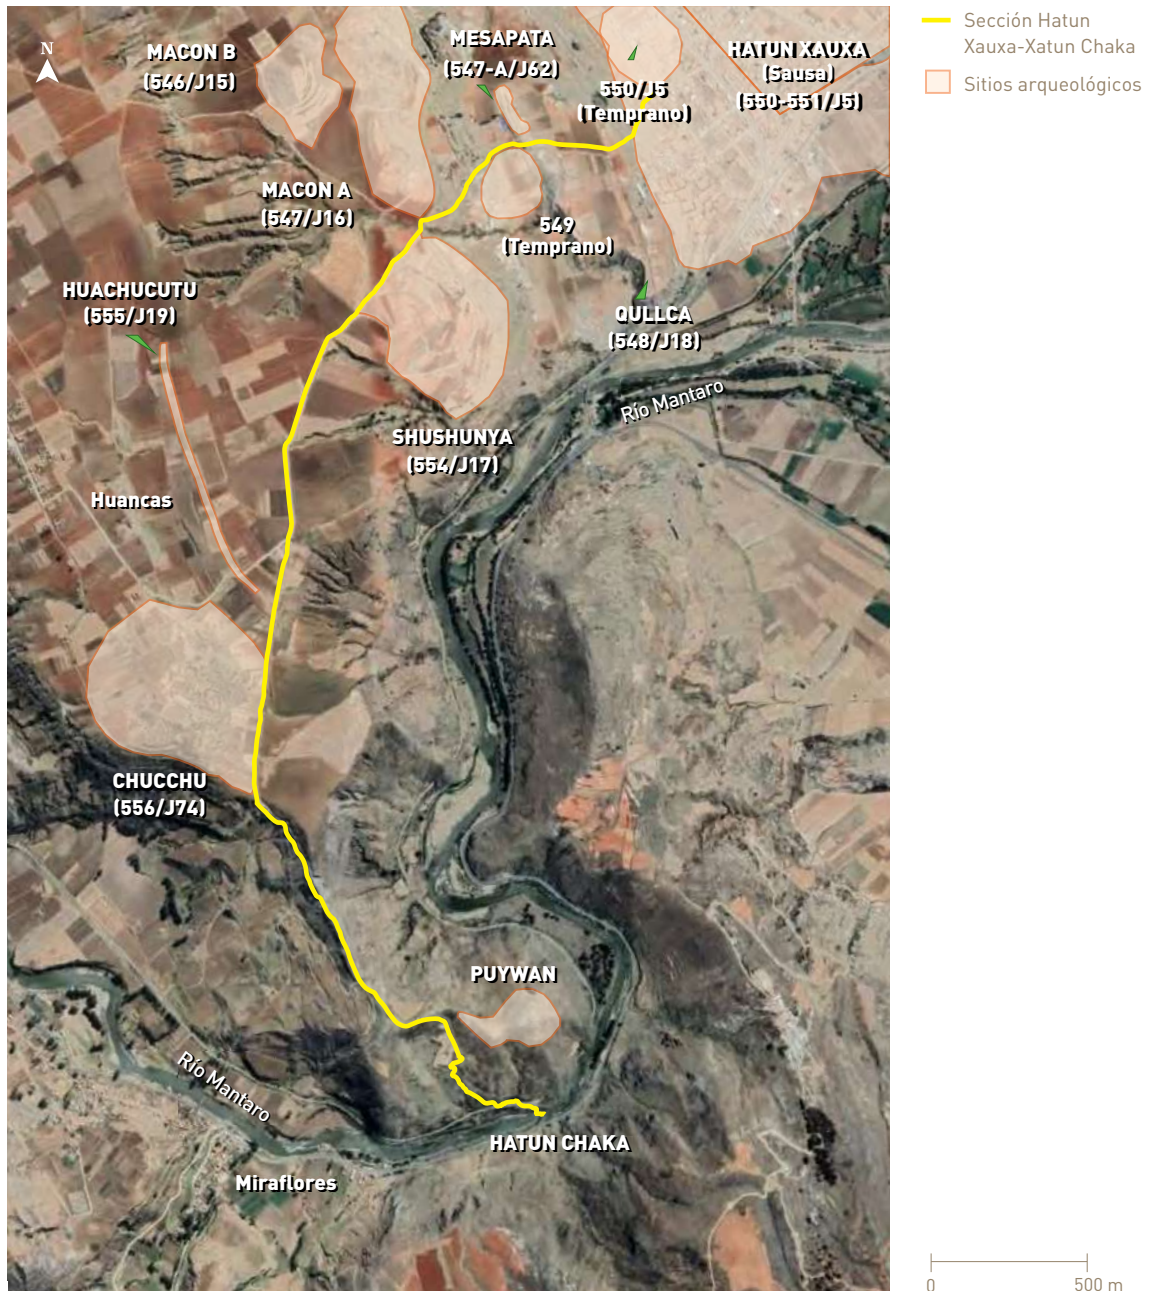 N
MACON B
(546/J15)
MESAPATA
(547-A/J62)
550/J5
(Temprano)
HATUN XAUXA
(Sausa)
(550-551/J5)
MACON A
(547/J16)
549
(Temprano)
HUACHUCUTU
(555/J19)
QULLCA
(548/J18)
Río Mantaro
SHUSHUNYA
(554/J17)
Huancas
CHUCCHU
(556/J74)
PUYWAN
Río Mantaro
HATUN CHAKA
Miraflores
Sección Hatun
Xauxa-Xatun Chaka
Sitios arqueológicos
0 500 m